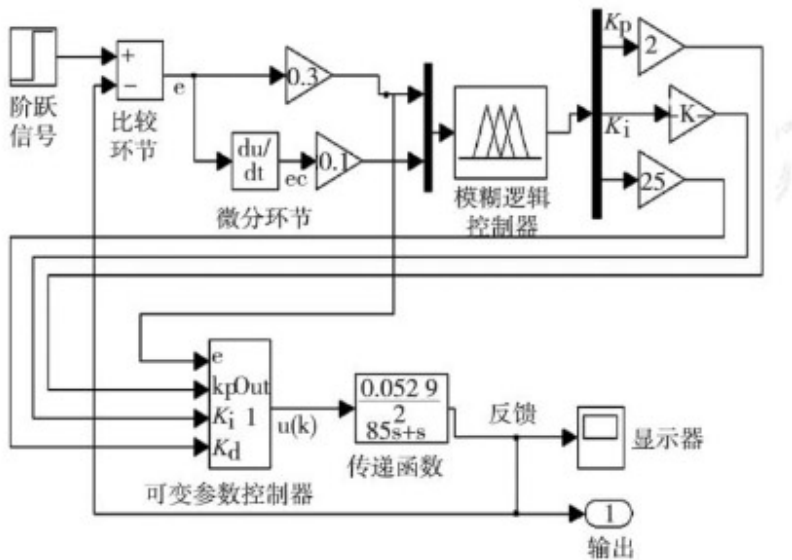 阶跃
信号
+
−
比较
环节
e
0.3
du/
dt
ec
0.1
微分环节
模糊逻辑
控制器
Kp
2
Ki
-K-
25
e
kp
Ki
Kd
Out
1
可变参数控制器
u(k)
0.052 9
2
85s+s
传递函数
反馈
显示器
1
输出